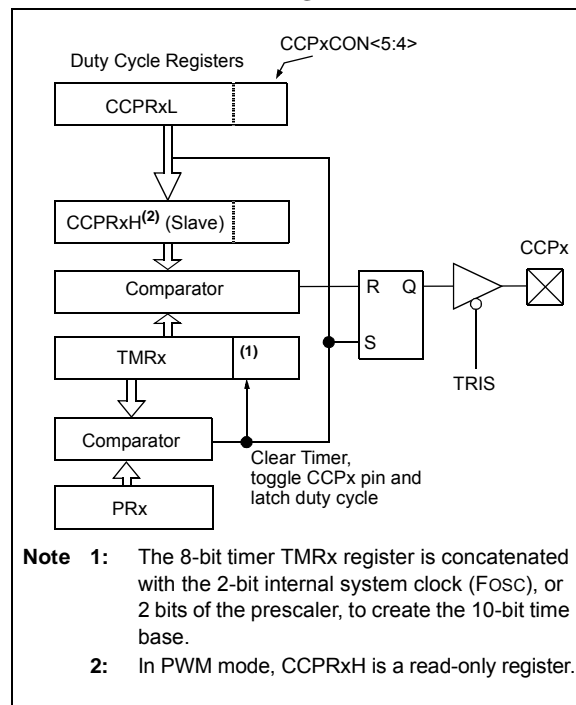 CCPxCON<5:4>
Duty Cycle Registers
CCPRxL
CCPRxH(2) (Slave)
CCPx
Comparator
R Q
S
TMRx
(1)
TRIS
Comparator
Clear Timer,
toggle CCPx pin and
latch duty cycle
PRx
Note 1: The 8-bit timer TMRx register is concatenated
with the 2-bit internal system clock (FOSC), or
2 bits of the prescaler, to create the 10-bit time
base.
2: In PWM mode, CCPRxH is a read-only register.